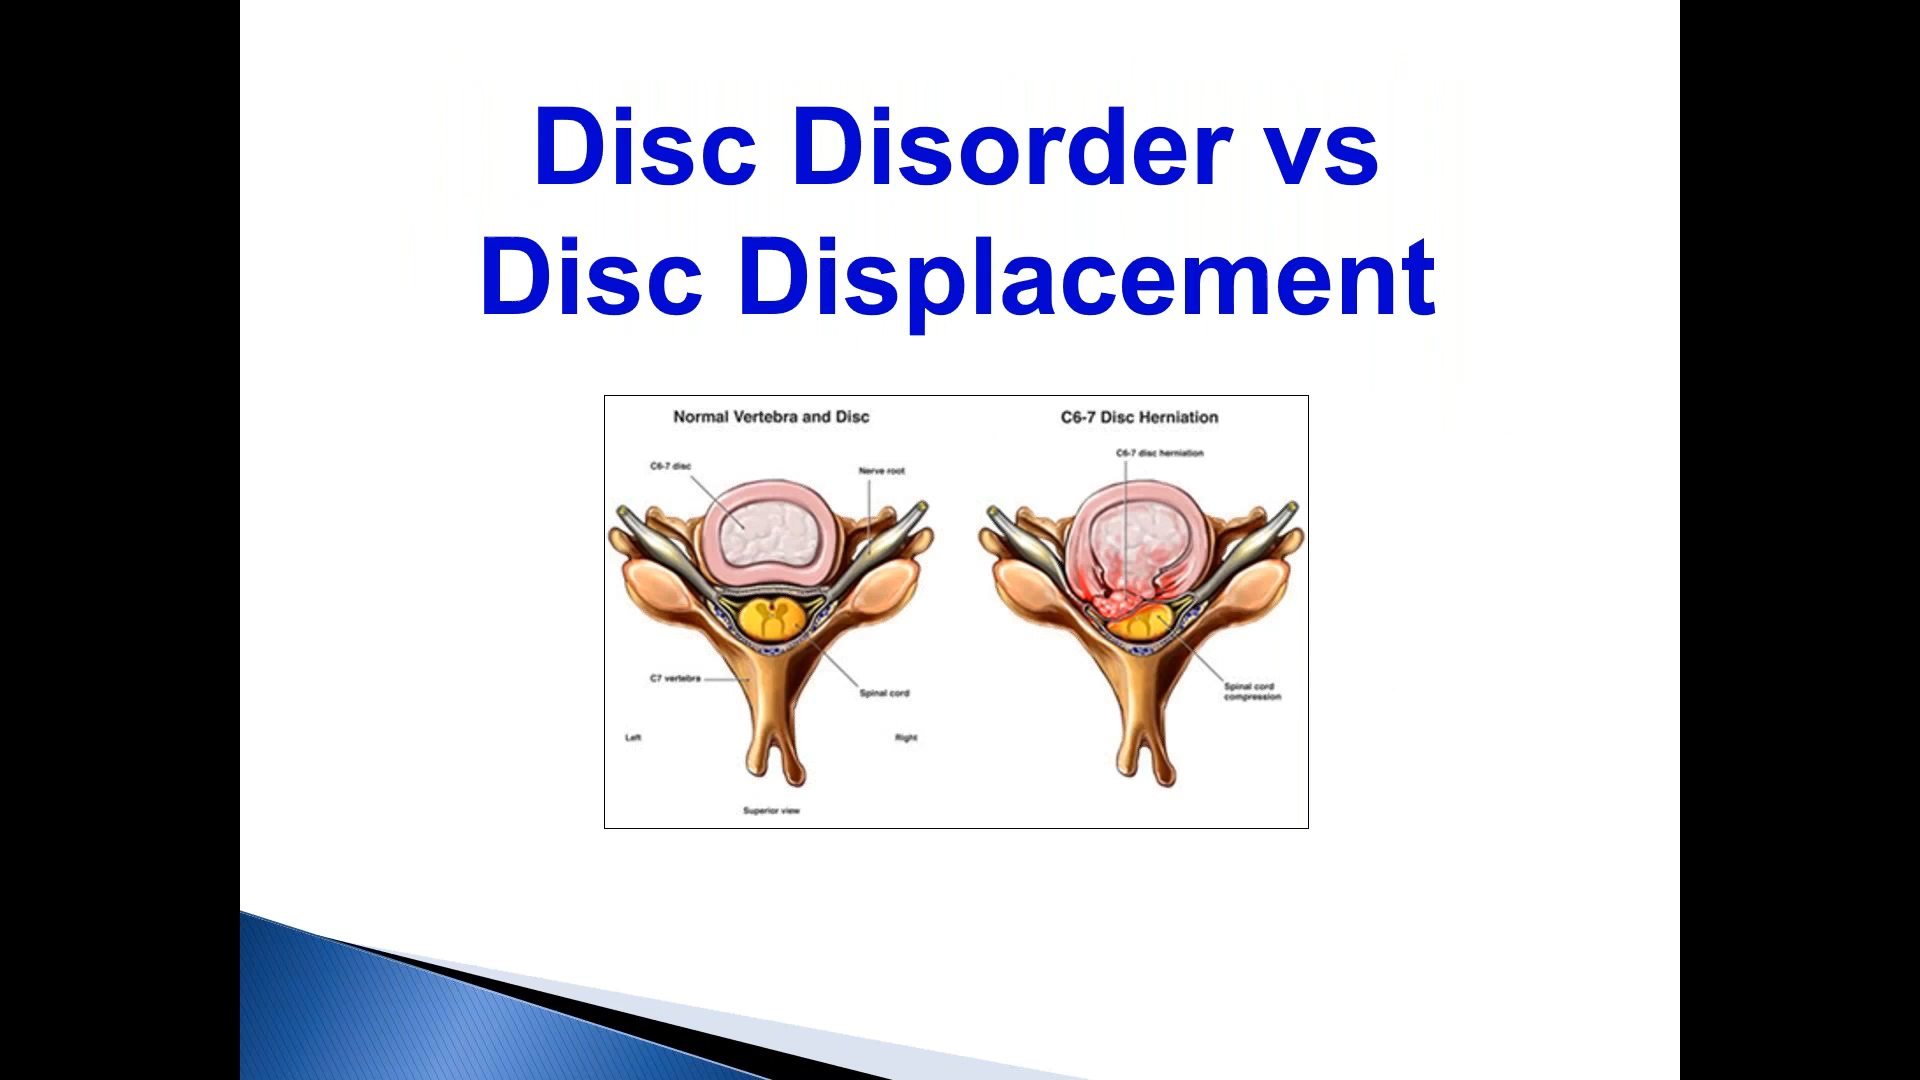 Disc Disorder vs
Disc Displacement
Normal Vertebra and Disc
C6-7 disc
Nerve root
C7 vertebra
Spinal cord
Left
Right
Superior view
C6-7 Disc Herniation
C6-7 disc herniation
Spinal cord
compression